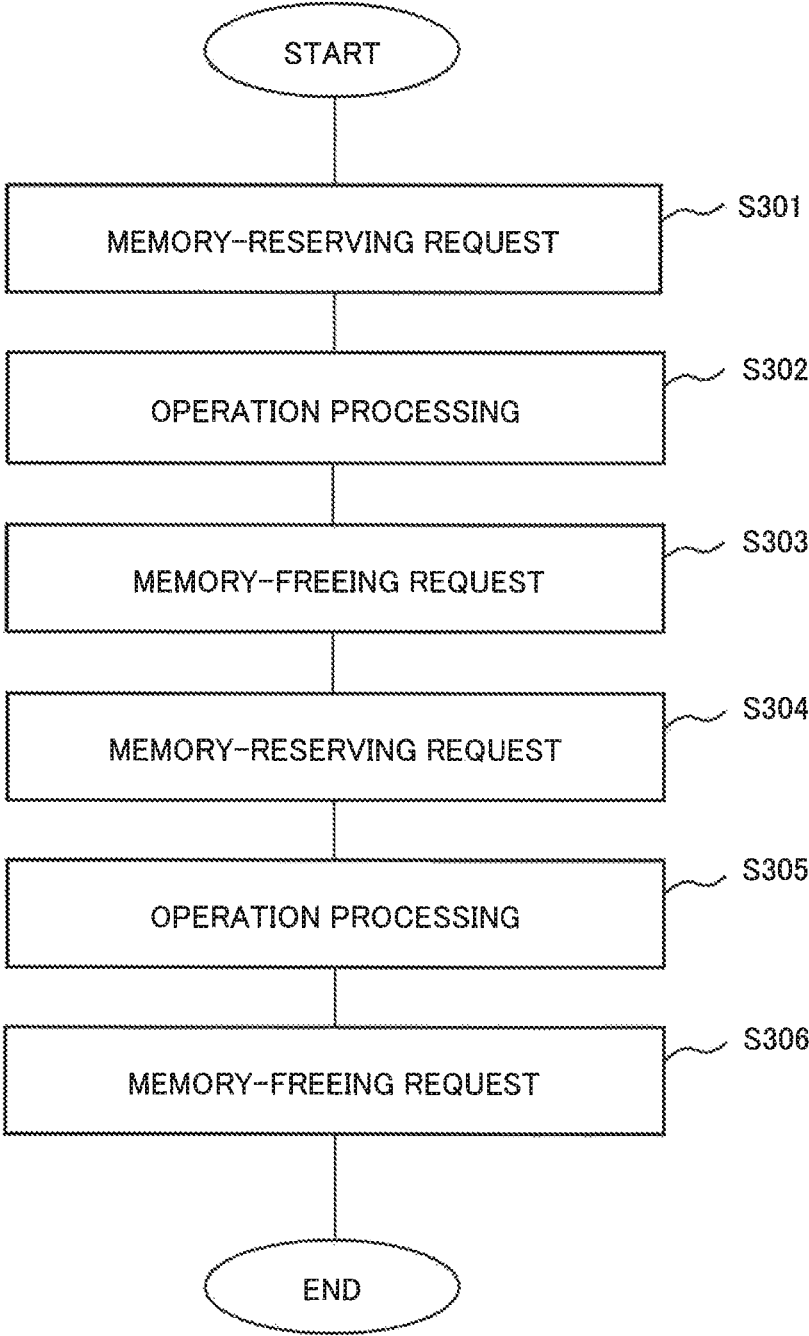 START
MEMORY-RESERVING REQUEST
S301
OPERATION PROCESSING
S302
MEMORY-FREEING REQUEST
S303
MEMORY-RESERVING REQUEST
S304
OPERATION PROCESSING
S305
MEMORY-FREEING REQUEST
S306
END